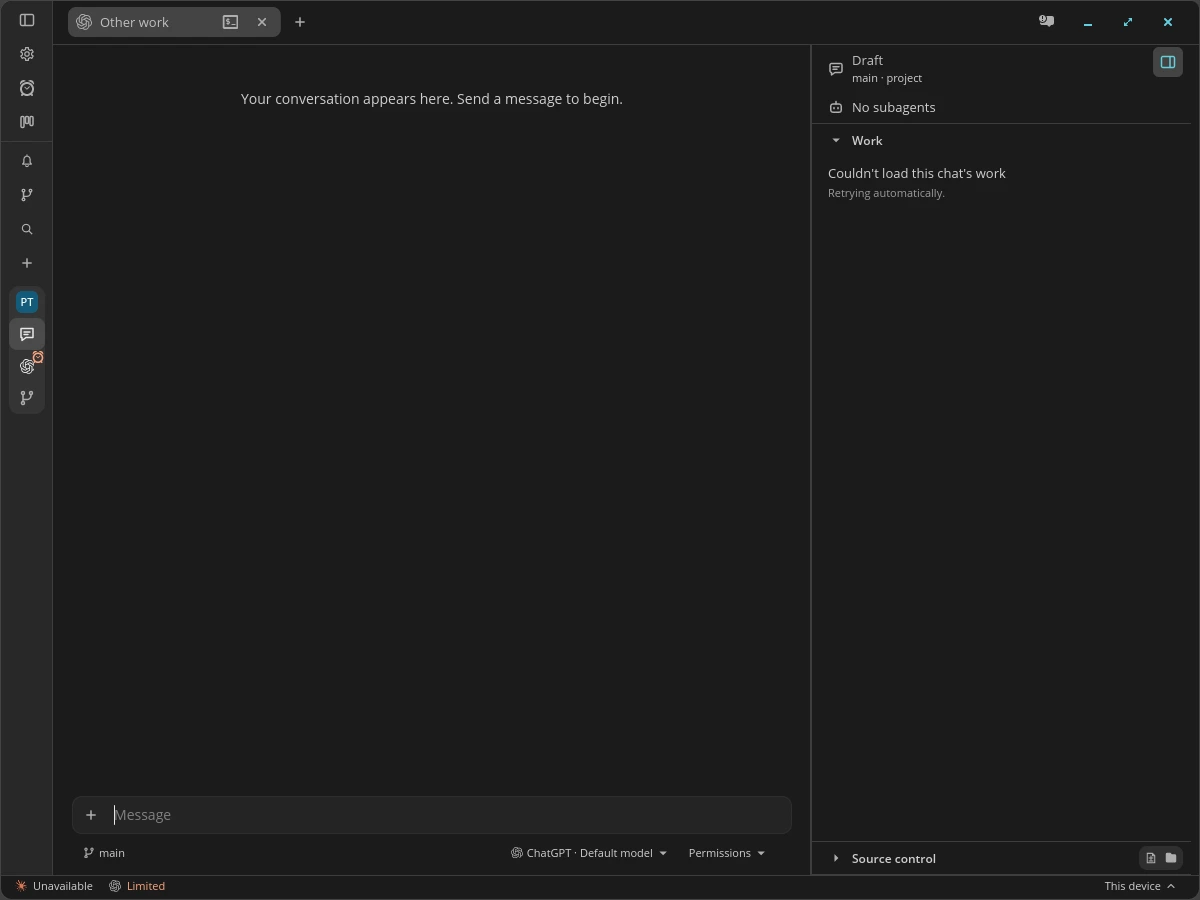 Other work
Your conversation appears here. Send a message to begin.
Draft
main · project
No subagents
Work
Couldn't load this chat's work
Retrying automatically.
PT
Message
main
ChatGPT · Default model
Permissions
Source control
Unavailable
Limited
This device